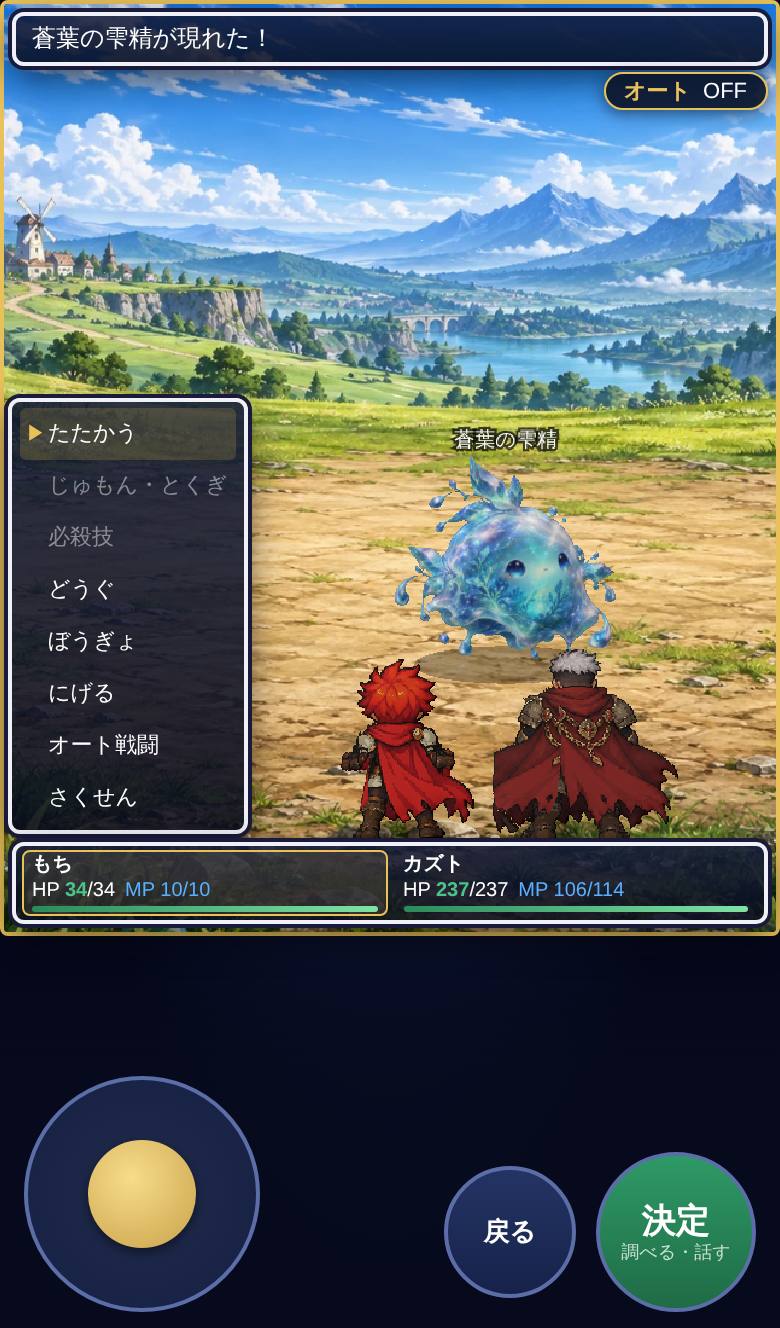 蒼葉の雫精が現れた！
オート OFF
蒼葉の雫精
▶たたかう
じゅもん・とくぎ
必殺技
どうぐ
ぼうぎょ
にげる
オート戦闘
さくせん
もち
HP 34/34 MP 10/10
カズト
HP 237/237 MP 106/114
戻る
決定
調べる・話す